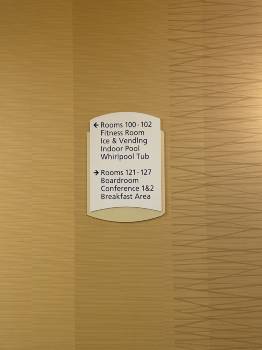 ← Rooms 100-102
Fitness Room
Ice & Vending
Indoor Pool
Whirlpool Tub
→ Rooms 121-127
Boardroom
Conference 1&2
Breakfast Area